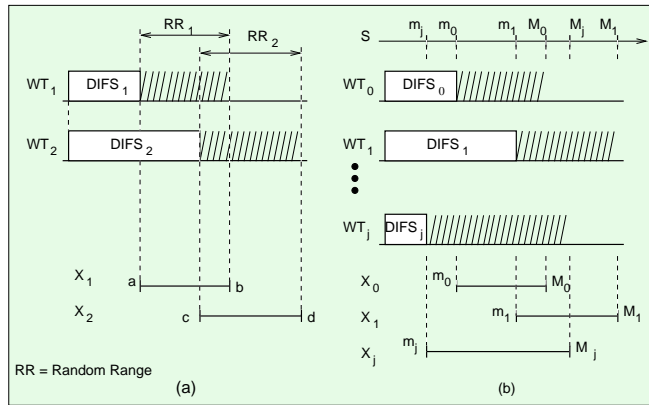 RR1
RR2
WT1 DIFS1
WT2 DIFS2
X1 a b
X2 c d
RR = Random Range
(a)
S mj m0 m1 M0 Mj M1
WT0 DIFS0
WT1 DIFS1
WTj DIFSj
X0 m0 M0
X1 m1 M1
Xj mj Mj
(b)